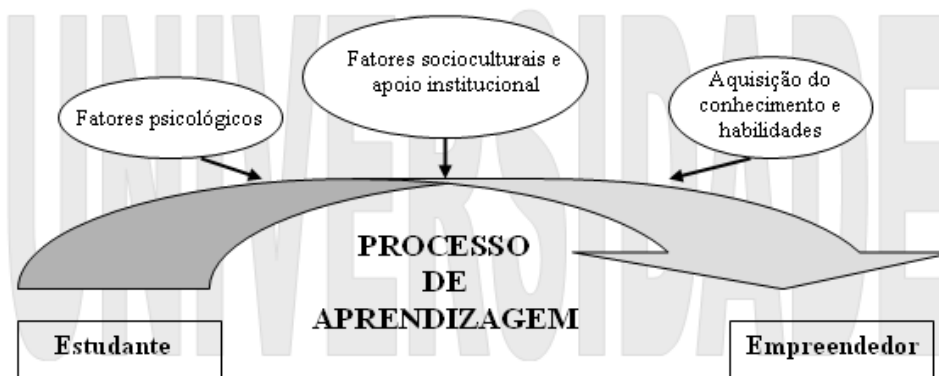 UNIVERSIDADE
Fatores psicológicos
Fatores socioculturais e
apoio institucional
Aquisição do
conhecimento e
habilidades
PROCESSO
DE
APRENDIZAGEM
Estudante
Empreendedor